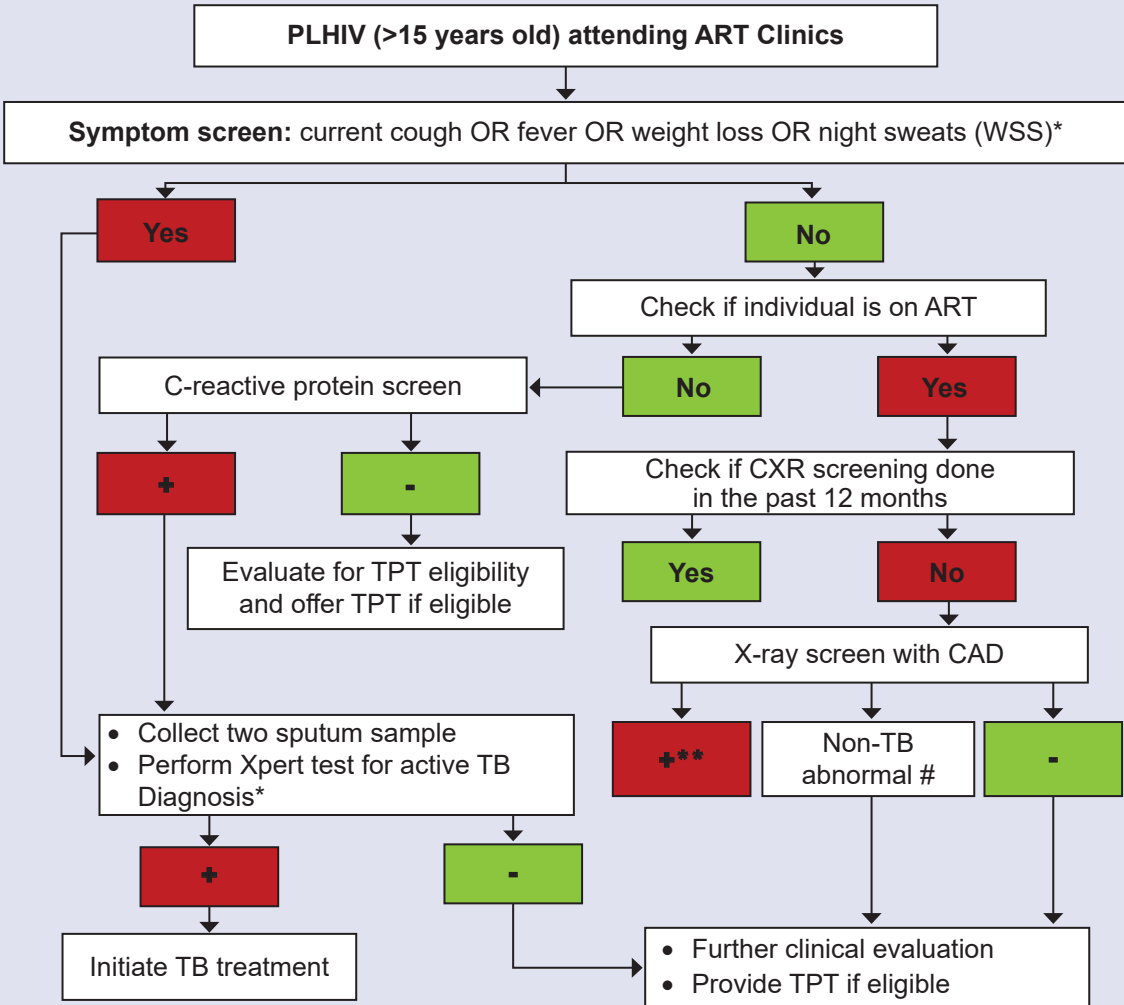 PLHIV (>15 years old) attending ART Clinics
Symptom screen: current cough OR fever OR weight loss OR night sweats (WSS)*
Yes
No
Check if individual is on ART
C-reactive protein screen
No
Yes
+
-
Check if CXR screening done
in the past 12 months
Evaluate for TPT eligibility
and offer TPT if eligible
Yes
No
X-ray screen with CAD
• Collect two sputum sample
• Perform Xpert test for active TB
Diagnosis*
+**
Non-TB
abnormal #
-
+
-
Initiate TB treatment
• Further clinical evaluation
• Provide TPT if eligible